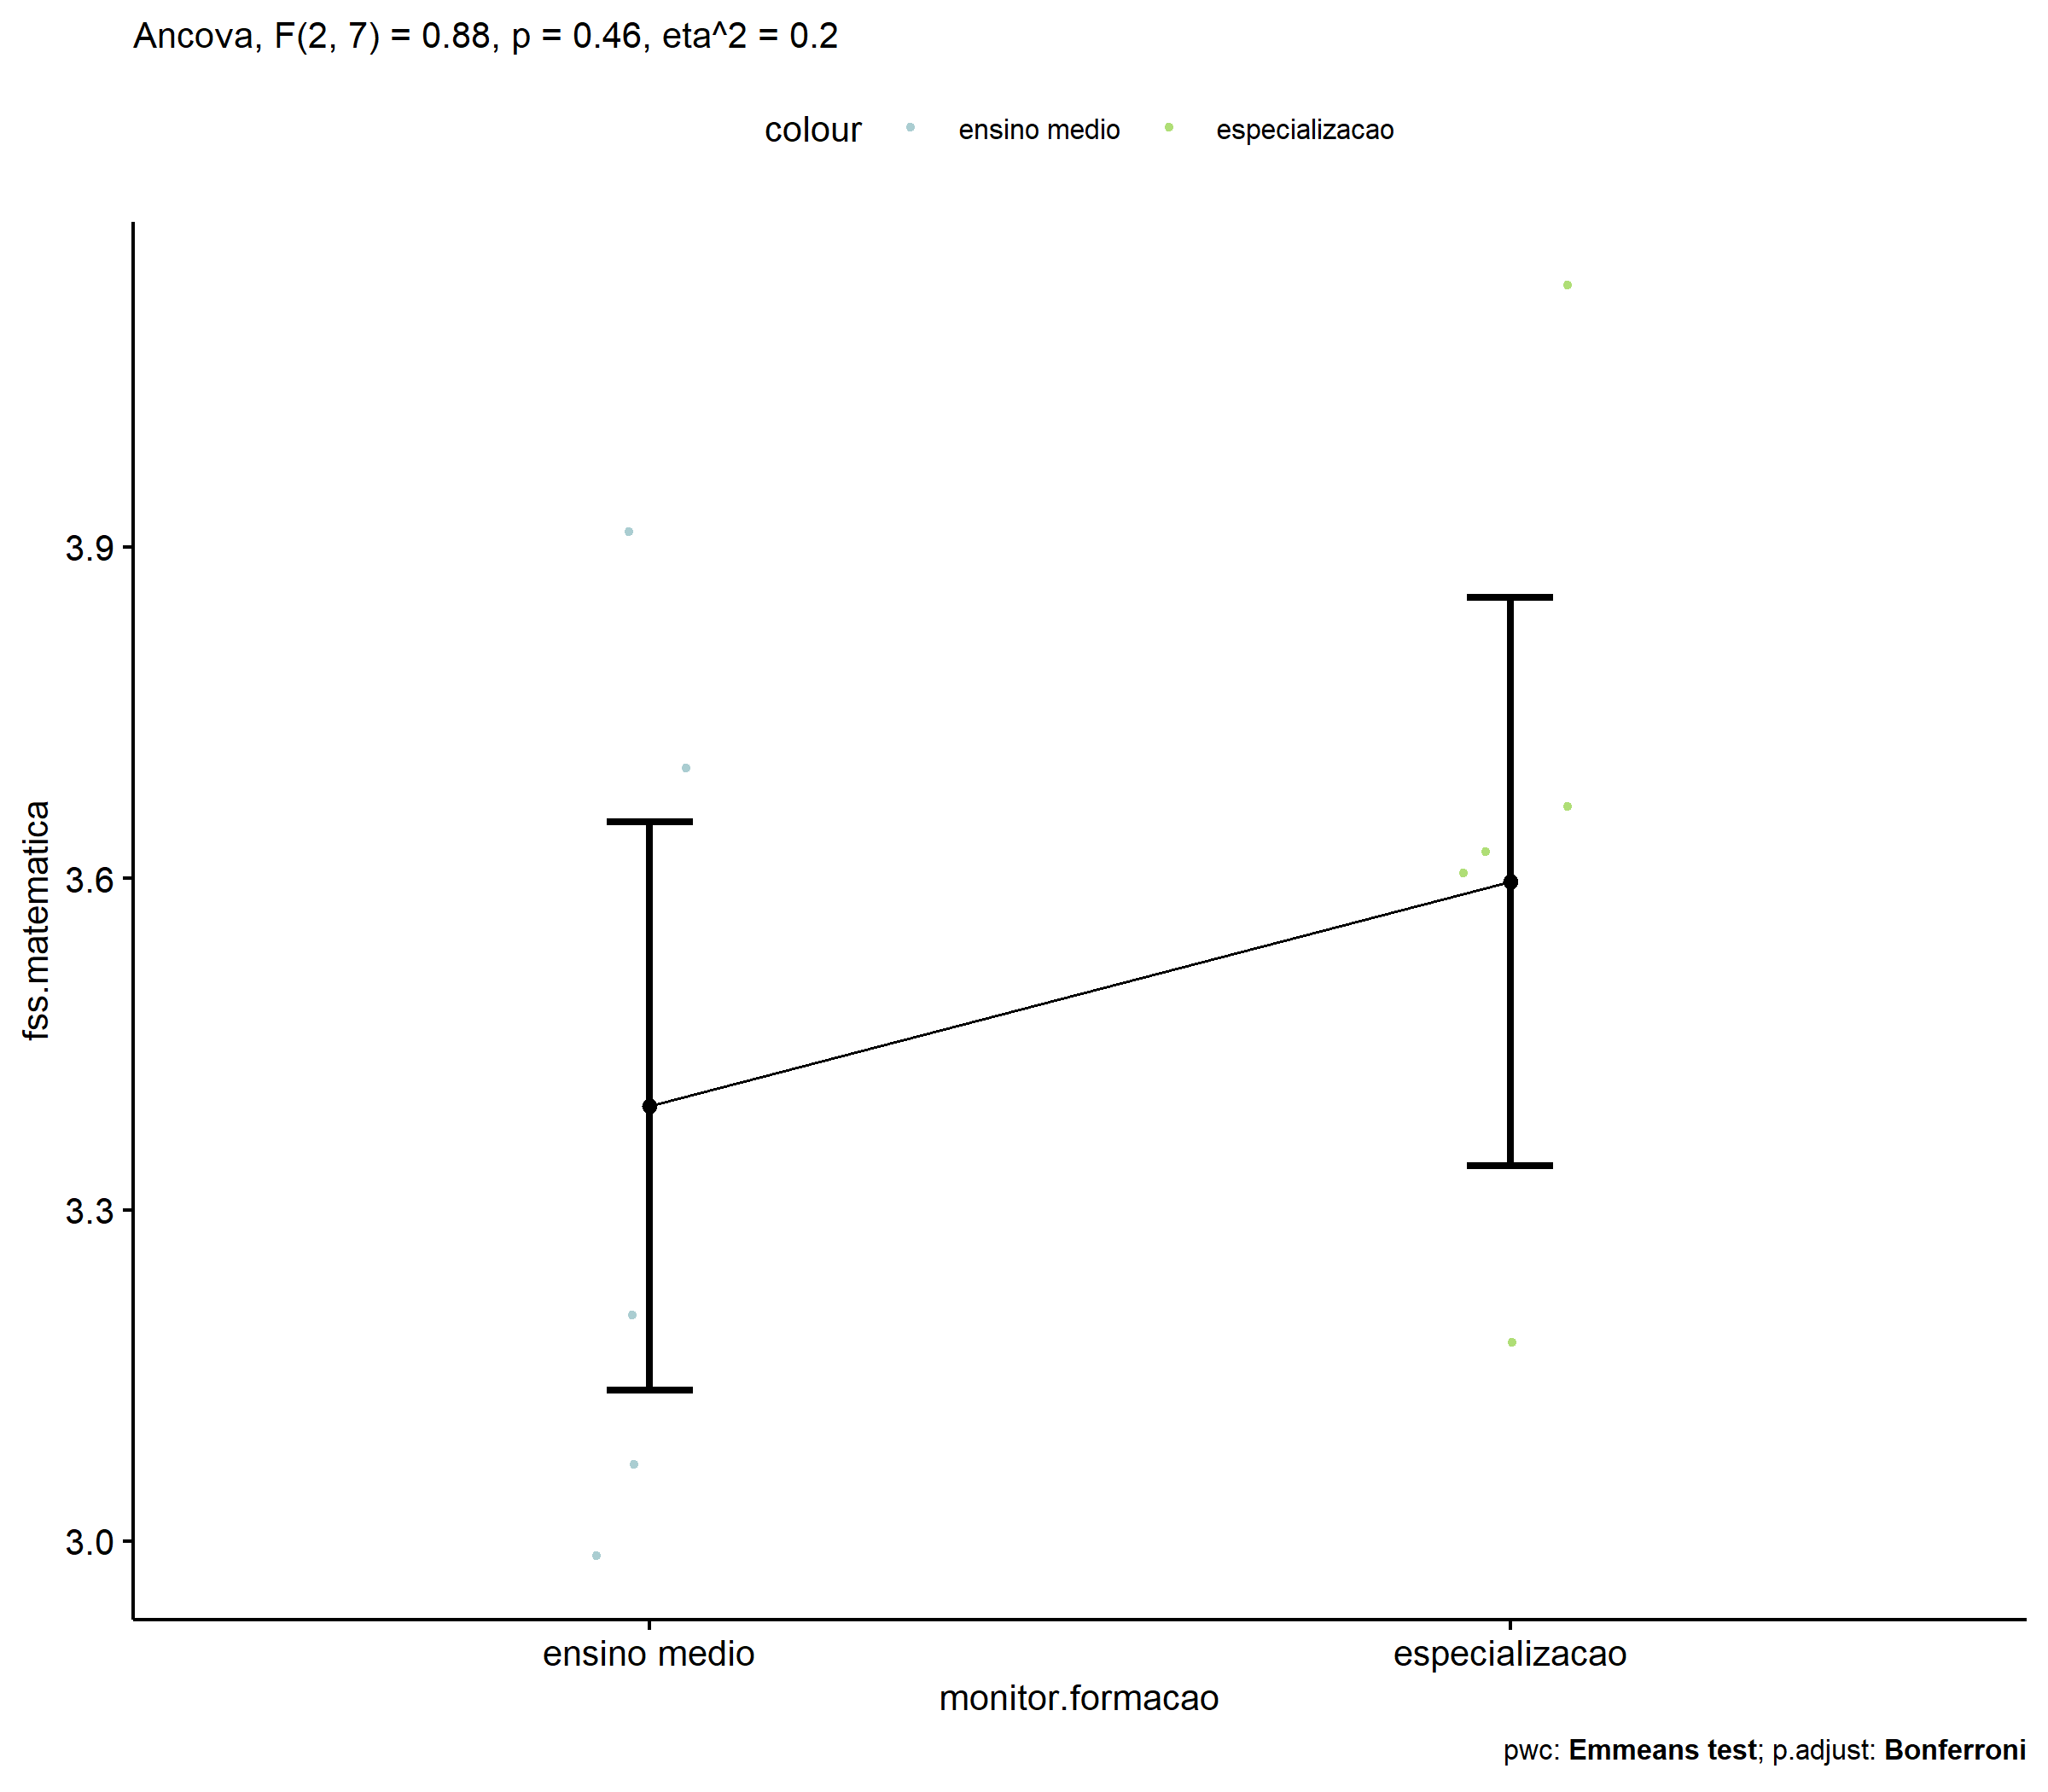 Ancova, F(2, 7) = 0.88, p = 0.46, eta^2 = 0.2
colour ensino medio especializacao
fss.matematica
3.9
3.6
3.3
3.0
ensino medio especializacao
monitor.formacao
pwc: Emmeans test; p.adjust: Bonferroni